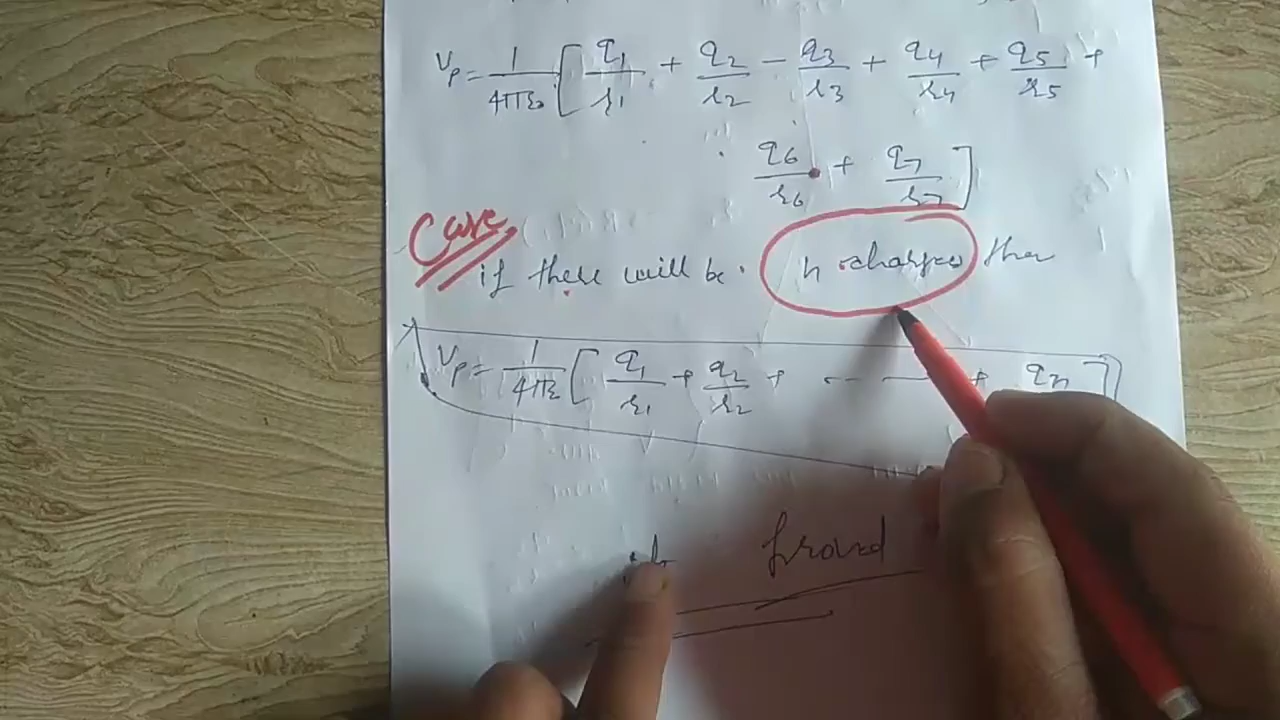 Vp = 1/4πε₀ [ q1/r1 + q2/r2 - q3/r3 + q4/r4 + q5/r5 +
q6/r6 + q7/r7 ]
Case
if there will be. n charges then
Vp = 1/4πε [ q1/r1 + q2/r2 + -- -- + qn ]